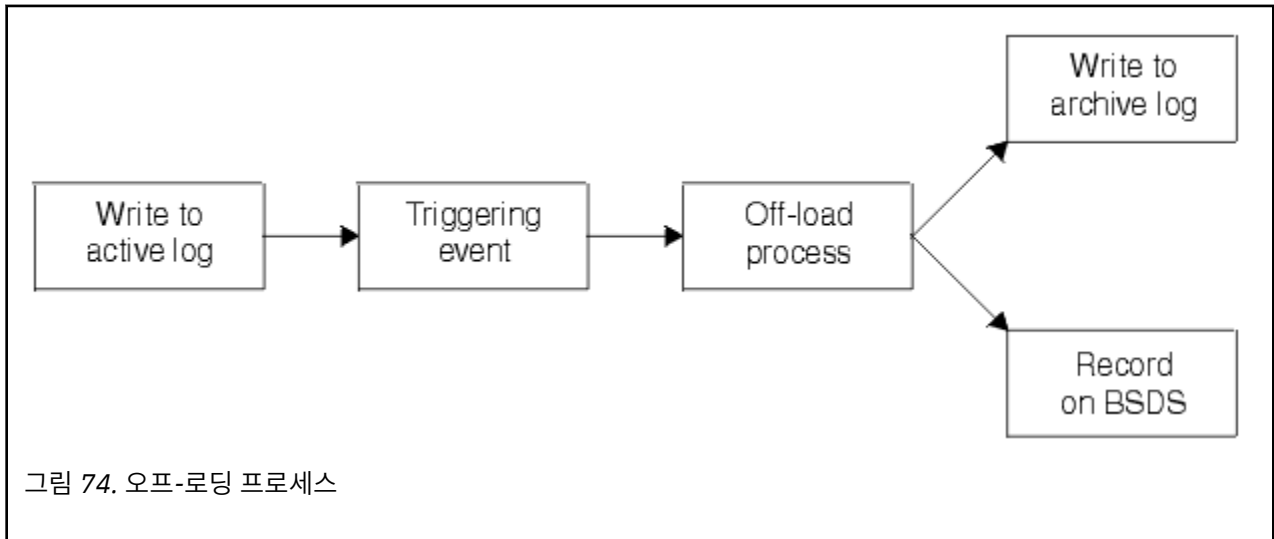 Write to
active log
Triggering
event
Off-load
process
Write to
archive log
Record
on BSDS
그림 74. 오프-로딩 프로세스